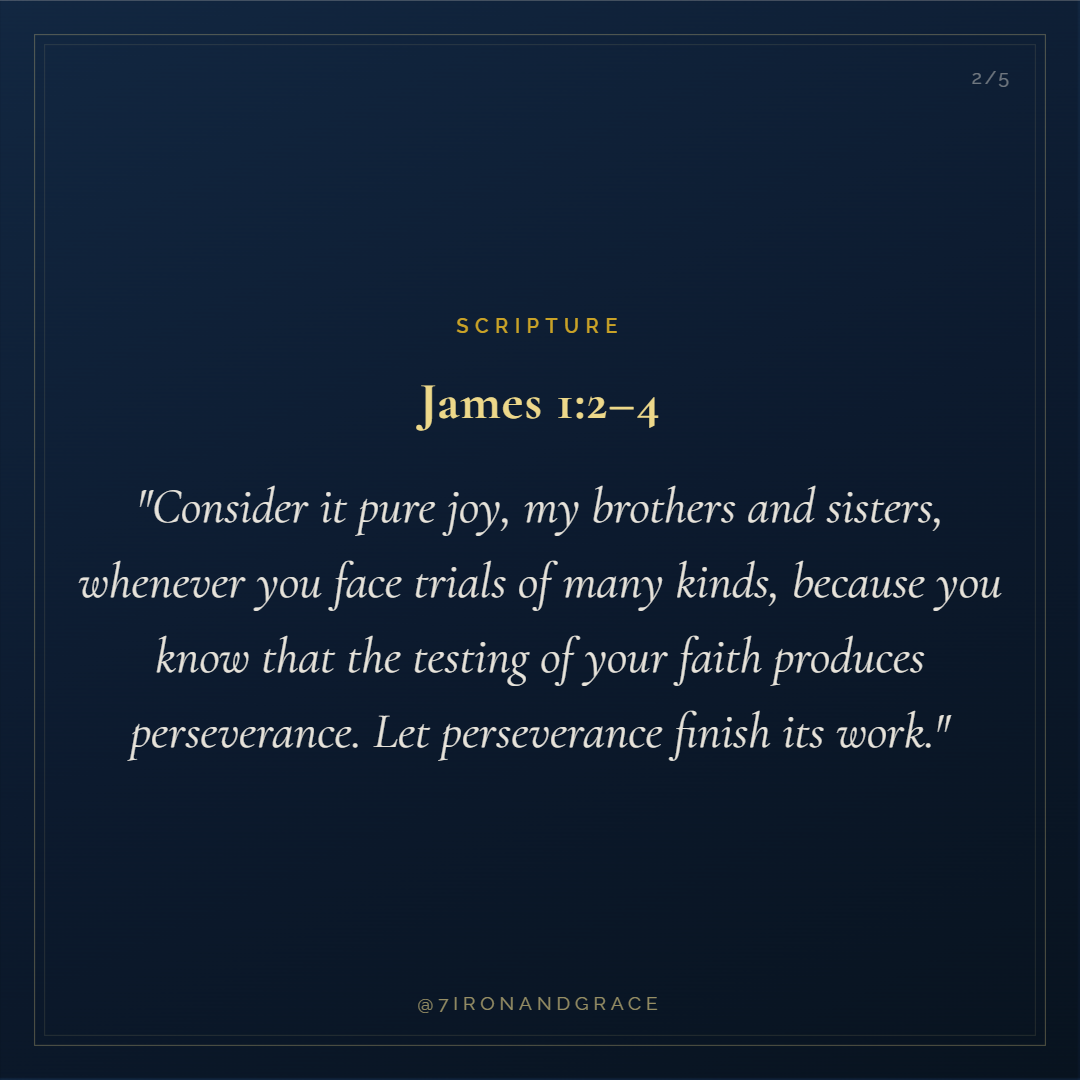 2/5
SCRIPTURE
James 1:2–4
"Consider it pure joy, my brothers and sisters,
whenever you face trials of many kinds, because you
know that the testing of your faith produces
perseverance. Let perseverance finish its work."
@7IRONANDGRACE